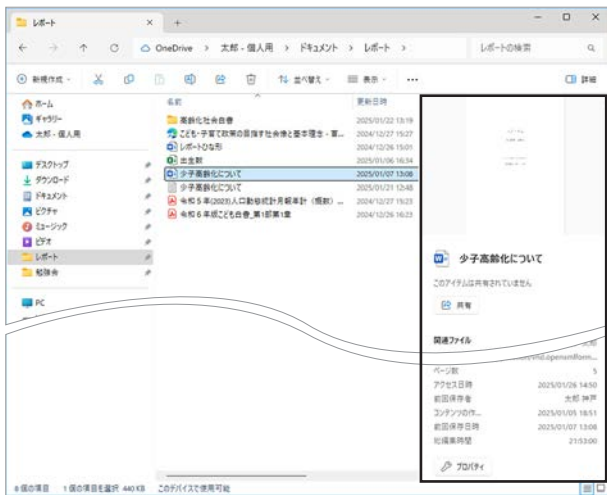 レポート
OneDrive > 太郎 - 個人用 > ドキュメント > レポート >
レポートの検索
新規作成
並べ替え
表示
詳細
ホーム
ギャラリー
太郎 - 個人用
デスクトップ
ダウンロード
ドキュメント
ピクチャ
ミュージック
ビデオ
レポート
勉強会
PC
名前 更新日時
高齢化社会白書 2025/01/22 13:19
こども・子育て政策の目指す社会像と基本理念 - 車... 2024/12/27 15:27
レポートひな形 2024/12/26 15:01
出生数 2025/01/06 16:34
少子高齢化について 2025/01/07 13:08
少子高齢化について 2025/01/21 12:48
令和5年(2023)人口動態統計月報年計(概数)... 2024/12/27 15:23
令和6年版こども白書_第1部第1章 2024/12/26 16:23
少子高齢化について
このアイテムは共有されていません
共有
関連ファイル
太郎
/vnd.openxmlform...
ページ数 5
アクセス日時 2025/01/26 14:50
前回保存者 太郎 神戸
コンテンツの作... 2025/01/05 18:51
前回保存日時 2025/01/07 13:08
総編集時間 21:53:00
プロパティ
8 個の項目 1 個の項目を選択 440 KB このデバイスで使用可能